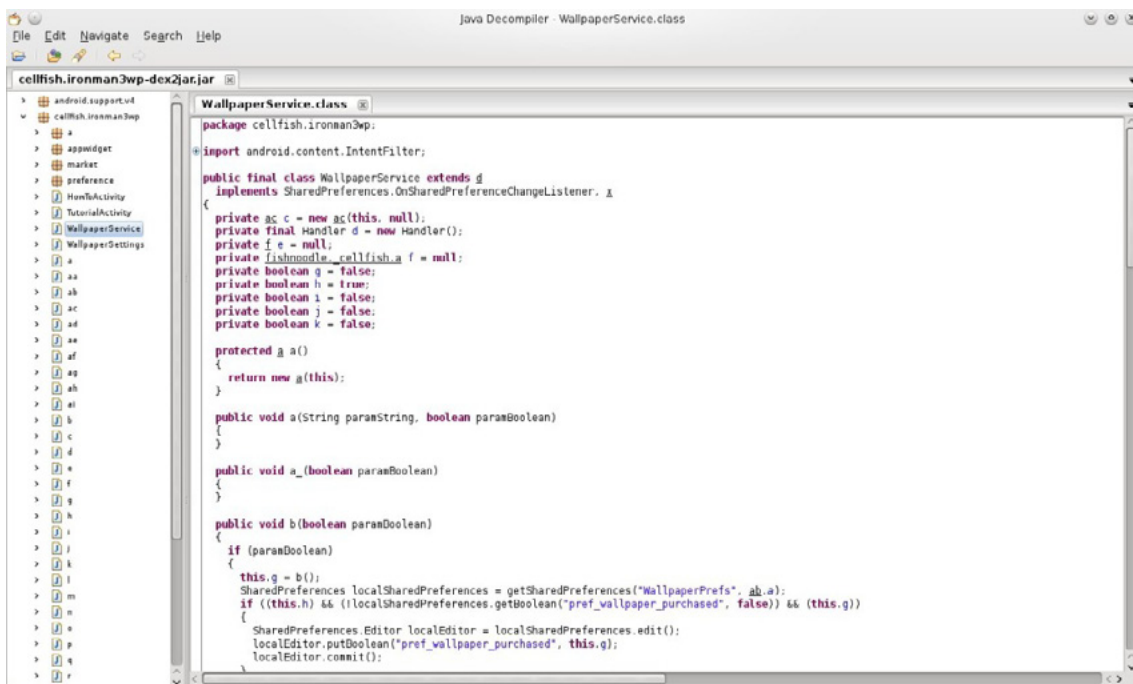 Java Decompiler - WallpaperService.class
File Edit Navigate Search Help
cellfish.ironman3wp-dex2jar.jar
android.support.v4
cellfish.ironman3wp
a
appwidget
market
preference
HowToActivity
TutorialActivity
WallpaperService
WallpaperSettings
a
aa
ab
ac
ad
ae
af
ag
ah
ai
b
c
d
e
f
g
h
i
j
k
l
m
n
o
p
q
r
WallpaperService.class
package cellfish.ironman3wp;
import android.content.IntentFilter;
public final class WallpaperService extends d
implements SharedPreferences.OnSharedPreferenceChangeListener, x
{
private ac c = new ac(this, null);
private final Handler d = new Handler();
private f e = null;
private fishnoodle._cellfish.a f = null;
private boolean g = false;
private boolean h = true;
private boolean i = false;
private boolean j = false;
private boolean k = false;
protected a a()
{
return new a(this);
}
public void a(String paramString, boolean paramBoolean)
{
}
public void a_(boolean paramBoolean)
{
}
public void b(boolean paramBoolean)
{
if (paramBoolean)
{
this.g = b();
SharedPreferences localSharedPreferences = getSharedPreferences("WallpaperPrefs", ab.a);
if ((this.h) && (!localSharedPreferences.getBoolean("pref_wallpaper_purchased", false)) && (this.g))
{
SharedPreferences.Editor localEditor = localSharedPreferences.edit();
localEditor.putBoolean("pref_wallpaper_purchased", this.g);
localEditor.commit();
}